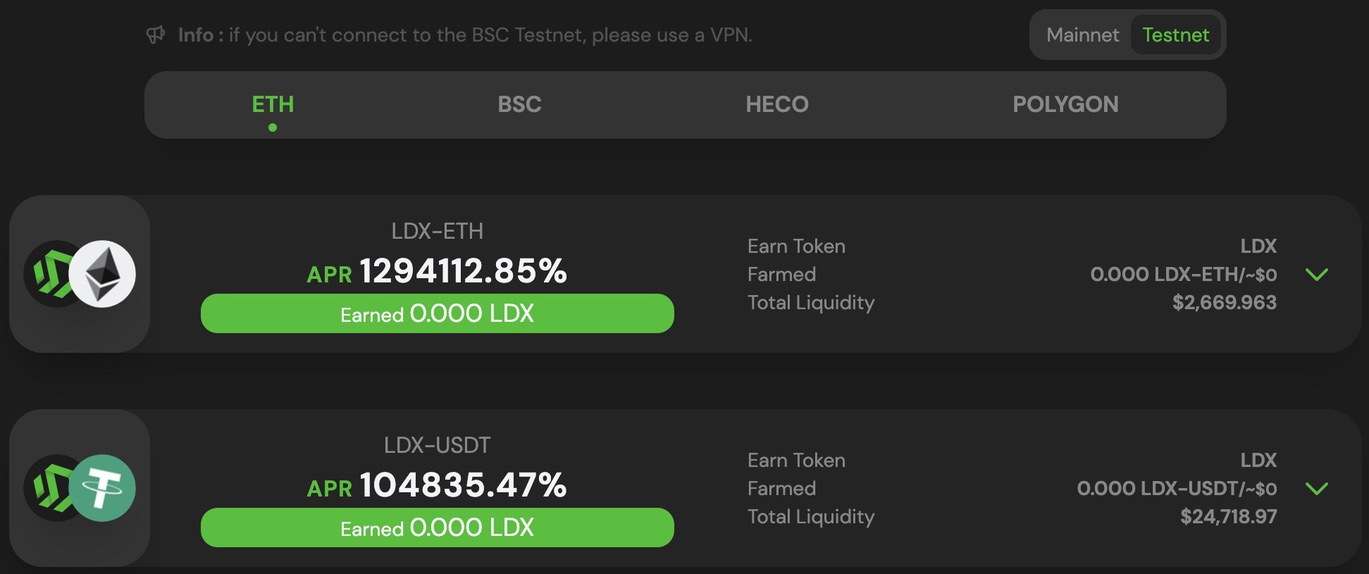 Info : if you can't connect to the BSC Testnet, please use a VPN.
Mainnet Testnet
ETH BSC HECO POLYGON
LDX-ETH
APR 1294112.85%
Earned 0.000 LDX
Earn Token LDX
Farmed 0.000 LDX-ETH/~$0
Total Liquidity $2,669.963
LDX-USDT
APR 104835.47%
Earned 0.000 LDX
Earn Token LDX
Farmed 0.000 LDX-USDT/~$0
Total Liquidity $24,718.97